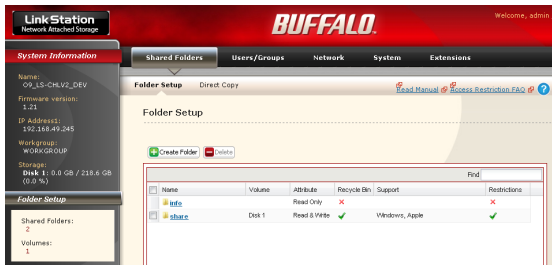 LinkStation
Network Attached Storage
BUFFALO
Welcome, admin
System Information
Shared Folders Users/Groups Network System Extensions
Name:
O9_LS-CHLV2_DEV
Firmware version:
1.21
IP Address1:
192.168.49.245
Workgroup:
WORKGROUP
Storage:
Disk 1: 0.0 GB / 218.6 GB
(0.0 %)
Folder Setup
Shared Folders:
2
Volumes:
1
Folder Setup Direct Copy
Read Manual Access Restriction FAQ ?
Folder Setup
Create Folder Delete
Find
Name Volume Attribute Recycle Bin Support Restrictions
info Read Only
share Disk 1 Read & Write Windows, Apple